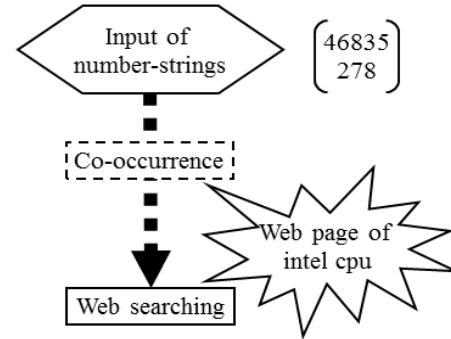 Input of
number-strings
46835
278
Co-occurrence
Web page of
intel cpu
Web searching